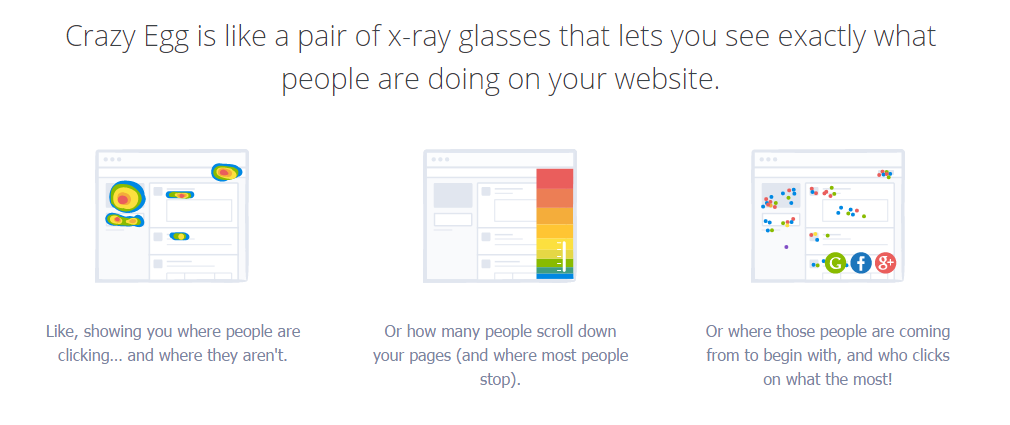 Crazy Egg is like a pair of x-ray glasses that lets you see exactly what
people are doing on your website.
Like, showing you where people are
clicking... and where they aren't.
Or how many people scroll down
your pages (and where most people
stop).
G
f
g+
Or where those people are coming
from to begin with, and who clicks
on what the most!